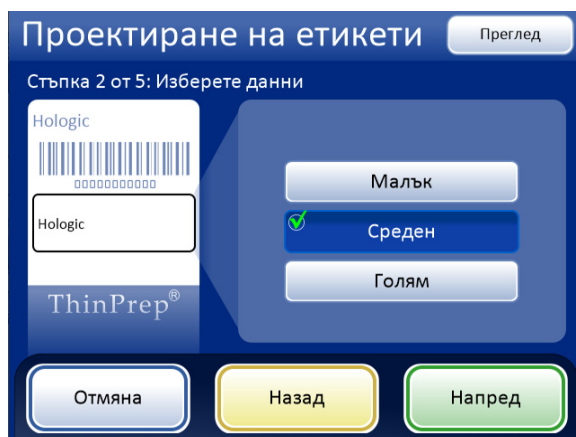 Проектиране на етикети
Преглед
Стъпка 2 от 5: Изберете данни
Hologic
00000000000
Hologic
ThinPrep®
Малък
Среден
Голям
Отмяна
Назад
Напред